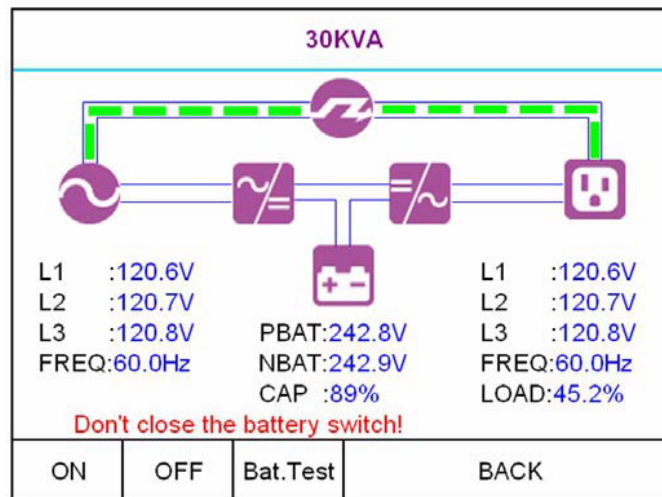 30KVA
L1 :120.6V
L2 :120.7V
L3 :120.8V
FREQ:60.0Hz
PBAT:242.8V
NBAT:242.9V
CAP :89%
L1 :120.6V
L2 :120.7V
L3 :120.8V
FREQ:60.0Hz
LOAD:45.2%
Don't close the battery switch!
ON OFF Bat.Test BACK